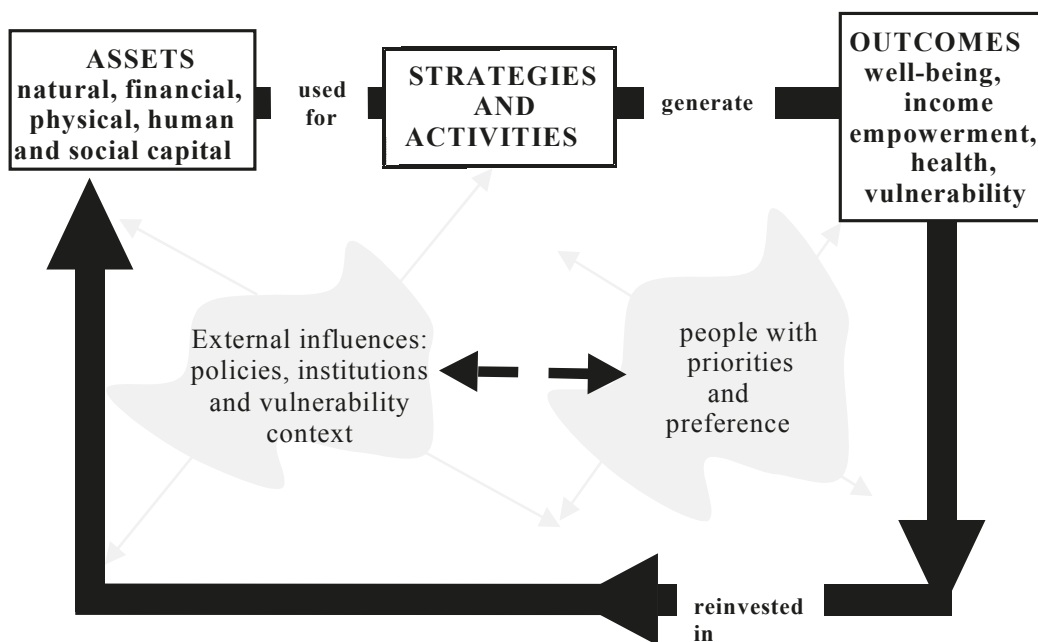 ASSETS
natural, financial,
physical, human
and social capital
used
for
STRATEGIES
AND
ACTIVITIES
generate
OUTCOMES
well-being,
income
empowerment,
health,
vulnerability
External influences:
policies, institutions
and vulnerability
context
people with
priorities
and
preference
reinvested
in